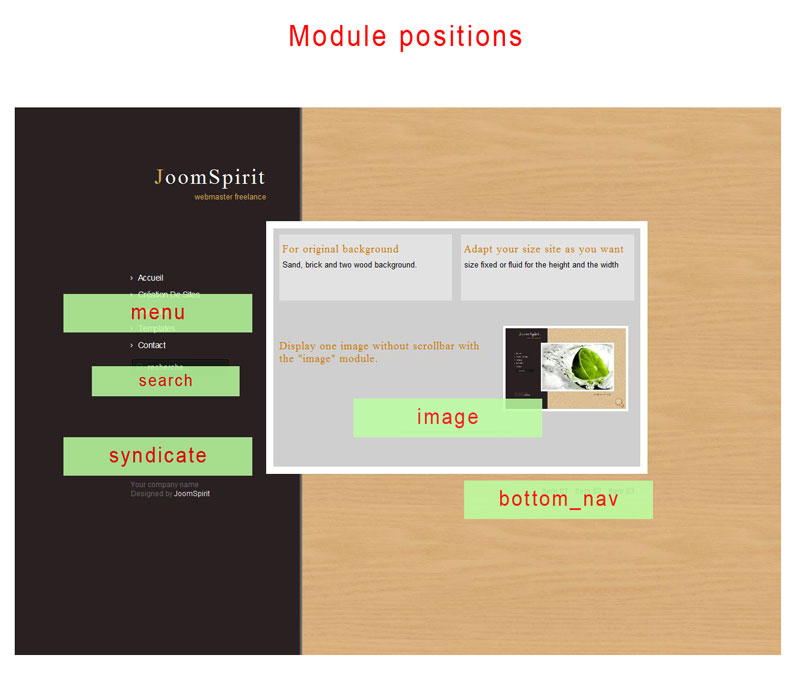 Module positions
JoomSpirit
webmaster freelance
› Accueil
Création De Sites
menu
Templates
› Contact
recherche
search
syndicate
Your company name
Designed by JoomSpirit
For original background
Sand, brick and two wood background.
Adapt your size site as you want
size fixed or fluid for the height and the width
Display one image without scrollbar with
the "image" module.
image
bottom_nav